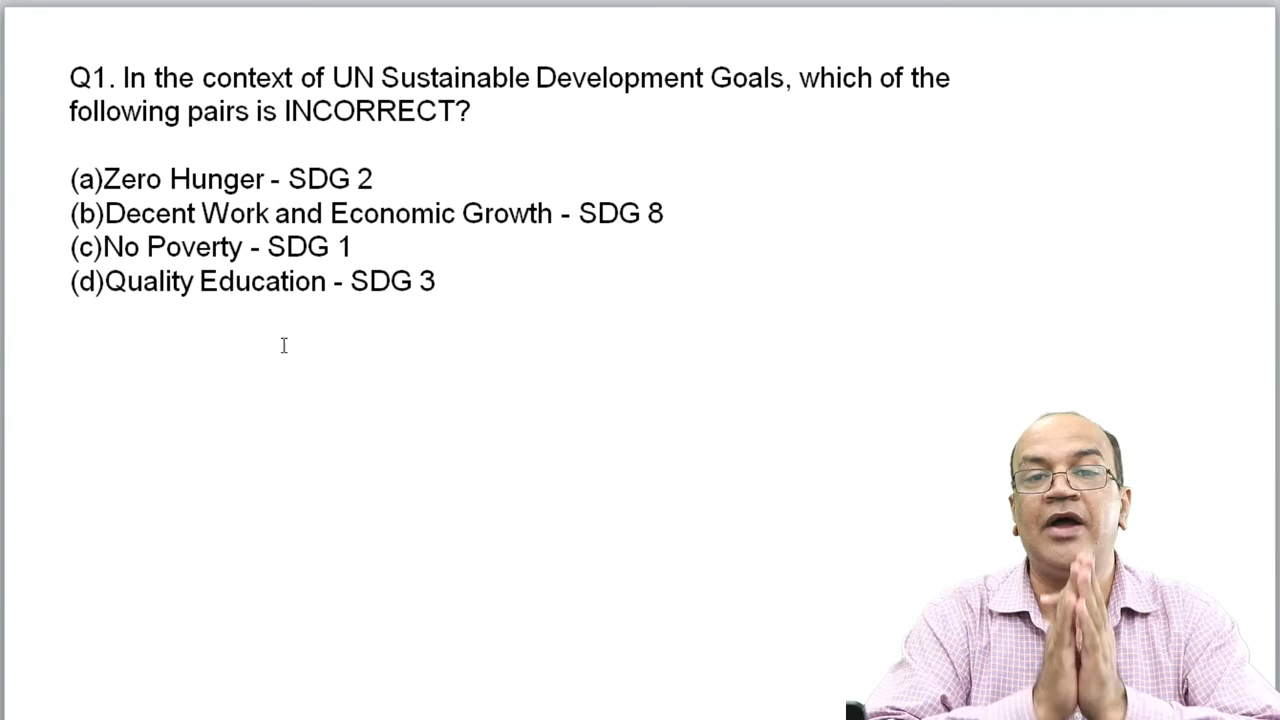 Q1. In the context of UN Sustainable Development Goals, which of the
following pairs is INCORRECT?
(a)Zero Hunger - SDG 2
(b)Decent Work and Economic Growth - SDG 8
(c)No Poverty - SDG 1
(d)Quality Education - SDG 3